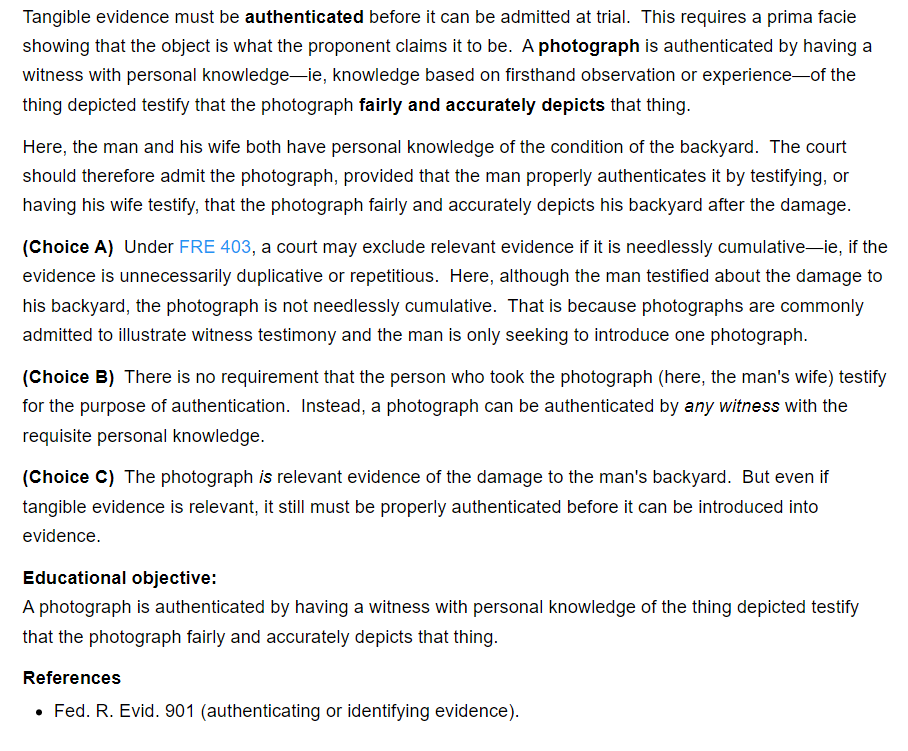 Tangible evidence must be authenticated before it can be admitted at trial.  This requires a prima facie
showing that the object is what the proponent claims it to be.  A photograph is authenticated by having a
witness with personal knowledge—ie, knowledge based on firsthand observation or experience—of the
thing depicted testify that the photograph fairly and accurately depicts that thing.
Here, the man and his wife both have personal knowledge of the condition of the backyard.  The court
should therefore admit the photograph, provided that the man properly authenticates it by testifying, or
having his wife testify, that the photograph fairly and accurately depicts his backyard after the damage.
(Choice A)  Under FRE 403, a court may exclude relevant evidence if it is needlessly cumulative—ie, if the
evidence is unnecessarily duplicative or repetitious.  Here, although the man testified about the damage to
his backyard, the photograph is not needlessly cumulative.  That is because photographs are commonly
admitted to illustrate witness testimony and the man is only seeking to introduce one photograph.
(Choice B)  There is no requirement that the person who took the photograph (here, the man's wife) testify
for the purpose of authentication.  Instead, a photograph can be authenticated by any witness with the
requisite personal knowledge.
(Choice C)  The photograph is relevant evidence of the damage to the man's backyard.  But even if
tangible evidence is relevant, it still must be properly authenticated before it can be introduced into
evidence.
Educational objective:
A photograph is authenticated by having a witness with personal knowledge of the thing depicted testify
that the photograph fairly and accurately depicts that thing.
References
• Fed. R. Evid. 901 (authenticating or identifying evidence).